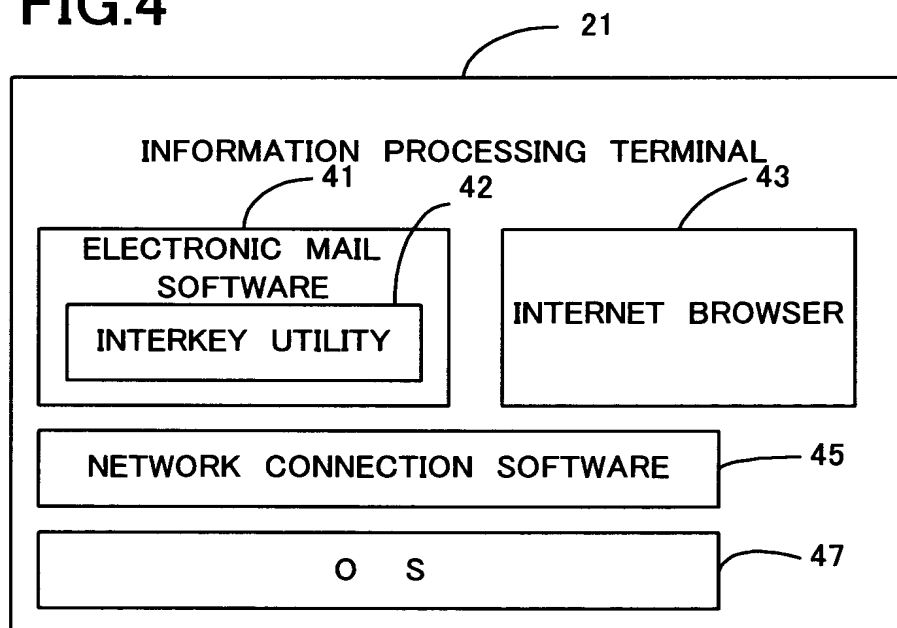 FIG.4
21
INFORMATION PROCESSING TERMINAL
41
42
43
ELECTRONIC MAIL
SOFTWARE
INTERKEY UTILITY
INTERNET BROWSER
NETWORK CONNECTION SOFTWARE
45
O S
47